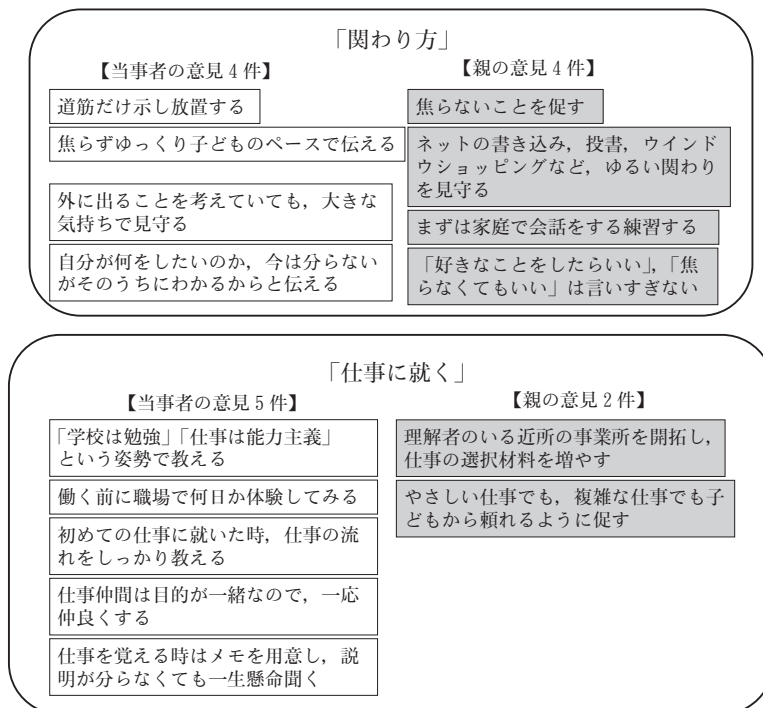 「関わり方」
【当事者の意見 4 件】
道筋だけ示し放置する
焦らずゆっくり子どものペースで伝える
外に出ることを考えていても，大きな
気持ちで見守る
自分が何をしたいのか，今は分らない
がそのうちにわかるからと伝える
【親の意見 4 件】
焦らないことを促す
ネットの書き込み，投書，ウインド
ウショッピングなど，ゆるい関わり
を見守る
まずは家庭で会話をする練習する
「好きなことをしたらいい」，「焦
らなくてもいい」は言いすぎない
「仕事に就く」
【当事者の意見 5 件】
「学校は勉強」「仕事は能力主義」
という姿勢で教える
働く前に職場で何日か体験してみる
初めての仕事に就いた時，仕事の流
れをしっかり教える
仕事仲間は目的が一緒なので，一応
仲良くする
仕事を覚える時はメモを用意し，説
明が分らなくても一生懸命聞く
【親の意見 2 件】
理解者のいる近所の事業所を開拓し，
仕事の選択材料を増やす
やさしい仕事でも，複雑な仕事でも子
どもから頼れるように促す